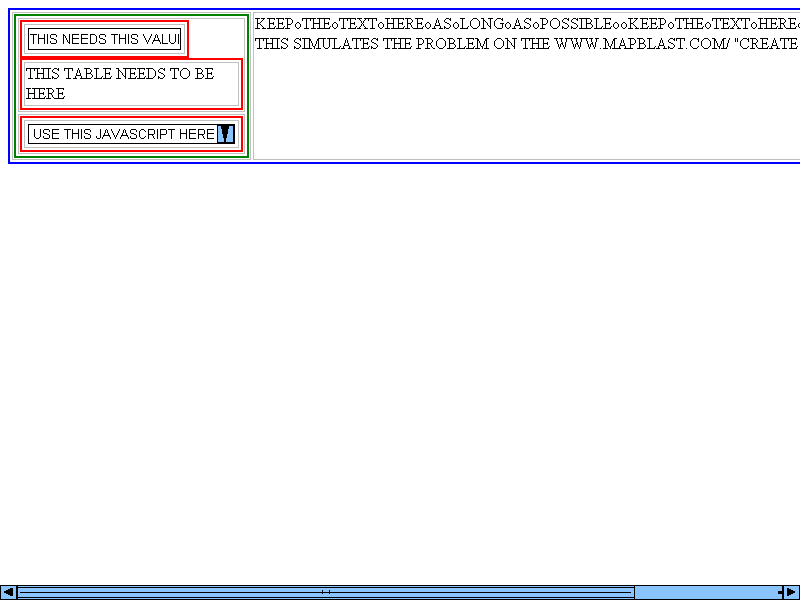 THIS NEEDS THIS VALU
THIS TABLE NEEDS TO BE
HERE
USE THIS JAVASCRIPT HERE
KEEPoTHEoTEXToHEREoASoLONGoASoPOSSIBLEooKEEPoTHEoTEXToHEREo
THIS SIMULATES THE PROBLEM ON THE WWW.MAPBLAST.COM/ "CREATE